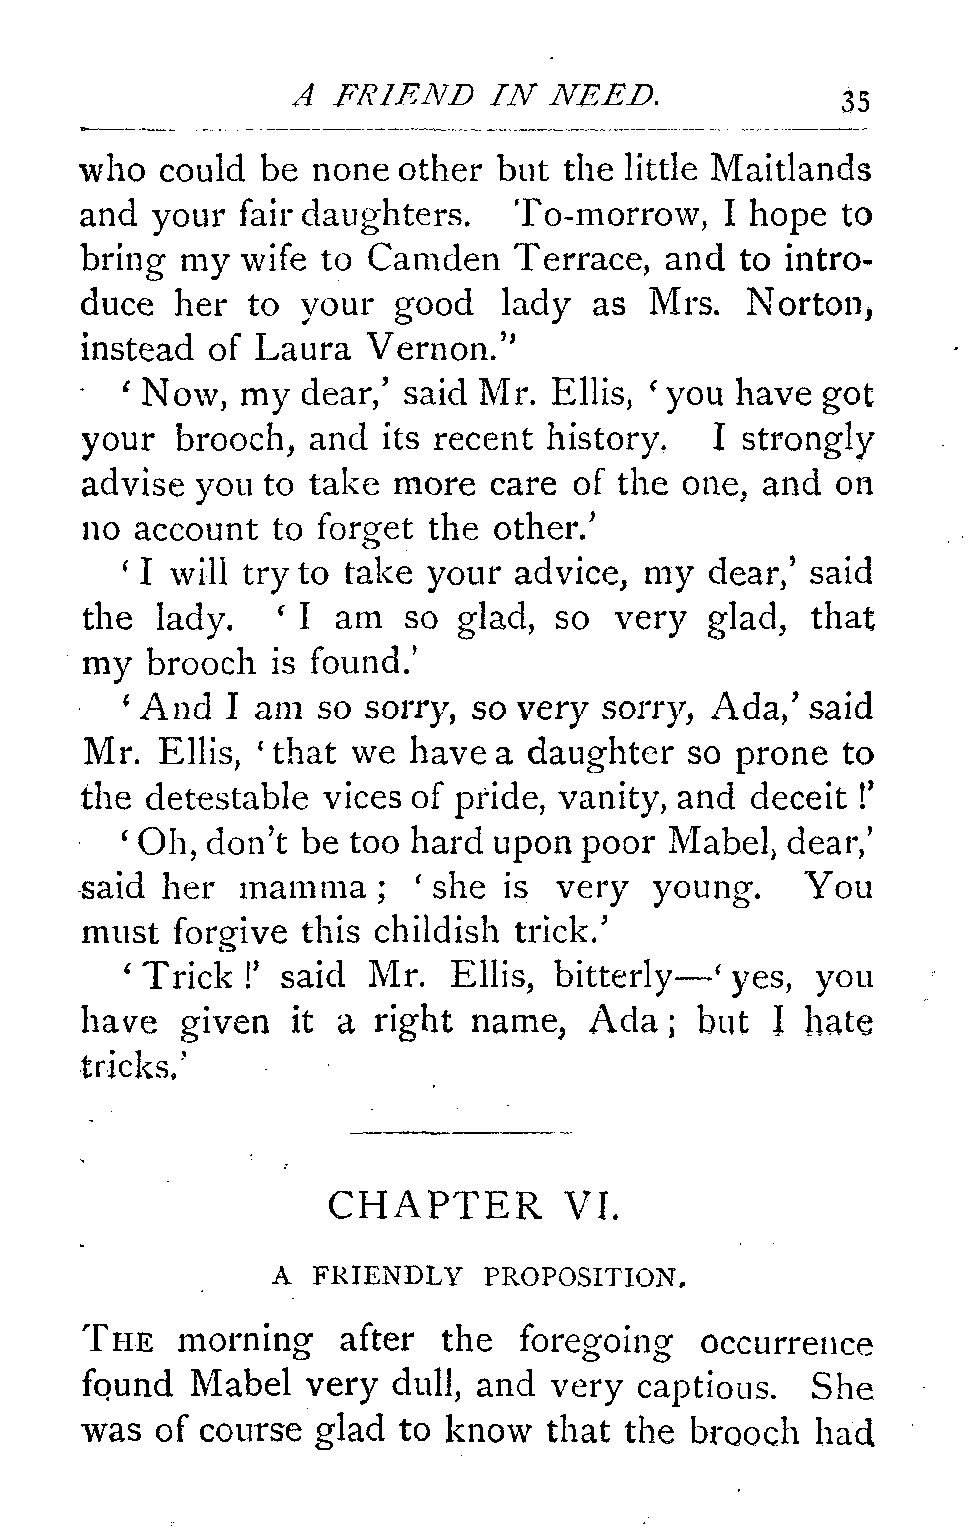 A FRIEND IN NEED. 35
who could be none other but the little Maitlands
and your fair daughters. To-morrow, I hope to
bring my wife to Camden Terrace, and to intro-
duce her to your good lady as Mrs. Norton,
instead of Laura Vernon."'
‘ Now, my dear,’ said Mr. Ellis, ‘ you have got
your brooch, and its recent history. I strongly
advise you to take more care of the one, and on
no account to forget the other.’
‘ I will try to take your advice, my dear,’ said
the lady. ‘ I am so glad, so very glad, that
my brooch is found.’
‘ And I am so sorry, so very sorry, Ada,’ said
Mr. Ellis, ‘ that we have a daughter so prone to
the detestable vices of pride, vanity, and deceit !’
‘ Oh, don't be too hard upon poor Mabel, dear,’
said her mamma ; ‘ she is very young. You
must forgive this childish trick.’
‘ Trick !’ said Mr. Ellis, bitterly—‘ yes, you
have given it a right name, Ada ; but I hate
tricks.’
CHAPTER VI.
A FRIENDLY PROPOSITION.
THE morning after the foregoing occurrence
found Mabel very dull, and very captious. She
was of course glad to know that the brooch had